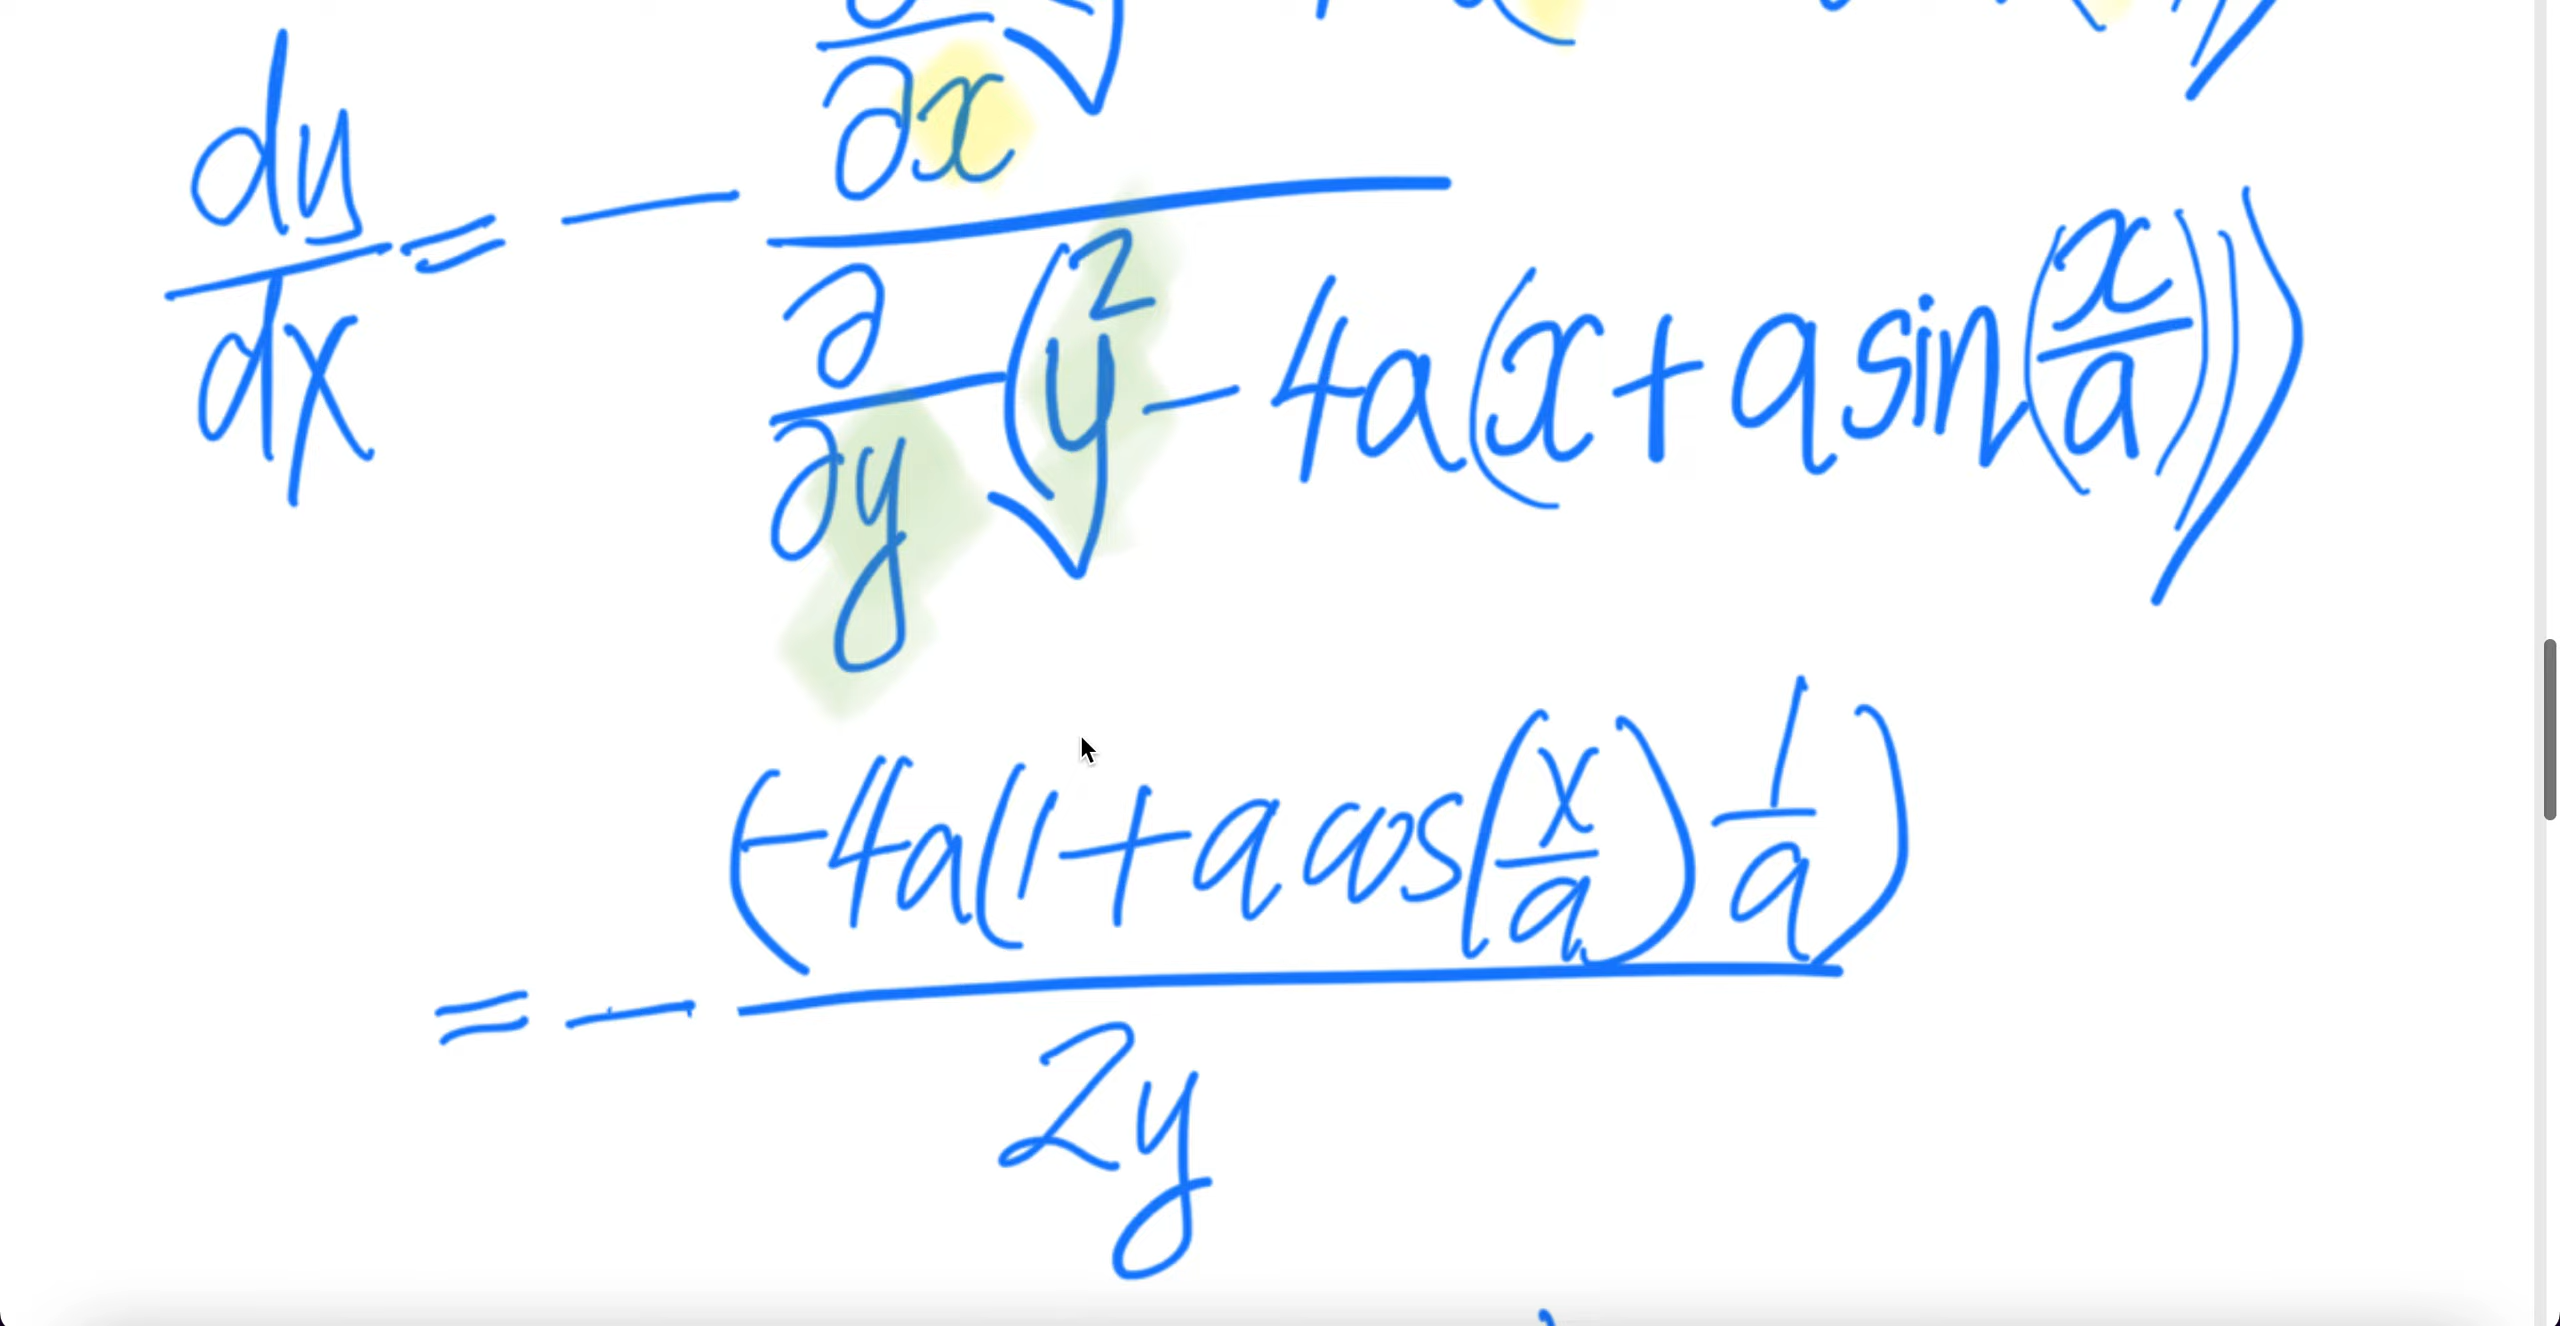 dy/dx = - ∂/∂x( / ∂/∂y(y² - 4a(x + a sin(x/a)))
= - (-4a(1 + a cos(x/a) 1/a) / 2y